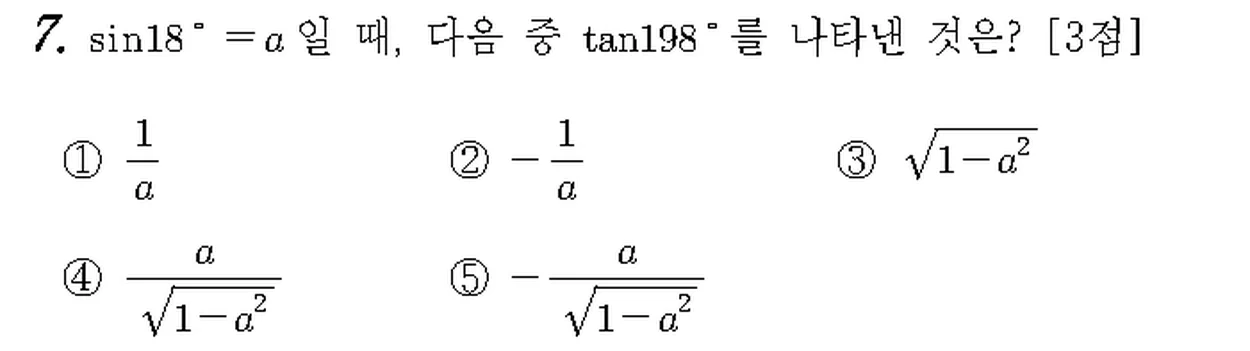 7. sin18° = a 일 때, 다음 중 tan198°를 나타낸 것은? [3점]
① 1/a ② -1/a ③ √(1-a²)
④ a/√(1-a²) ⑤ -a/√(1-a²)